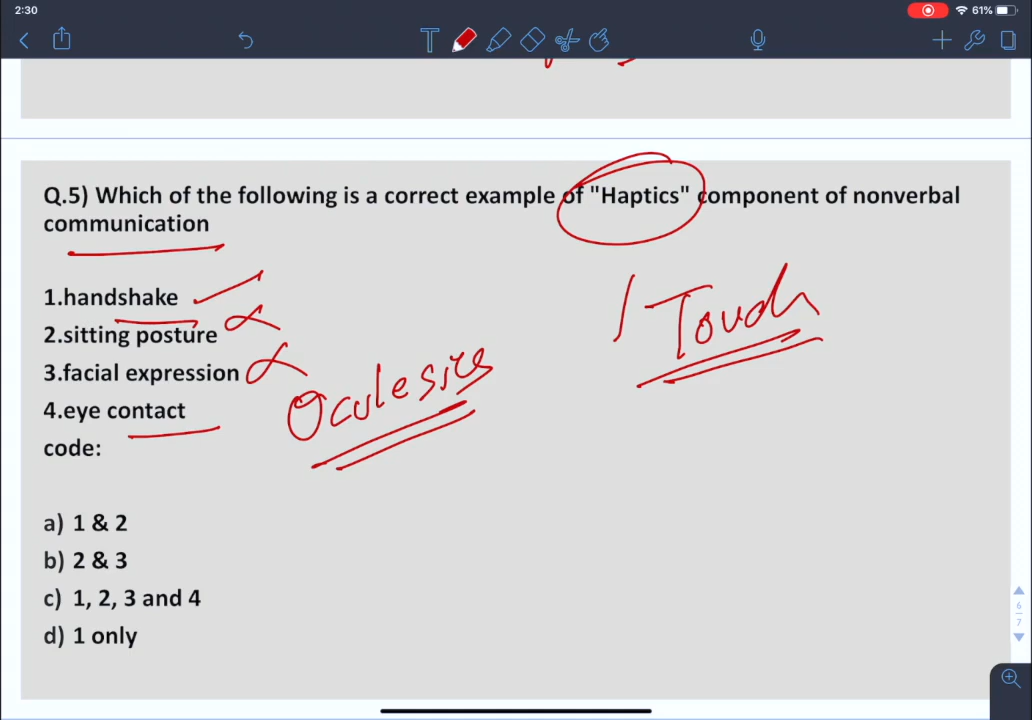 2:30
61%
Q.5) Which of the following is a correct example of "Haptics" component of nonverbal
communication
1.handshake
2.sitting posture
3.facial expression
4.eye contact
code:
Touch
Oculesics
a) 1 & 2
b) 2 & 3
c) 1, 2, 3 and 4
d) 1 only
6
7